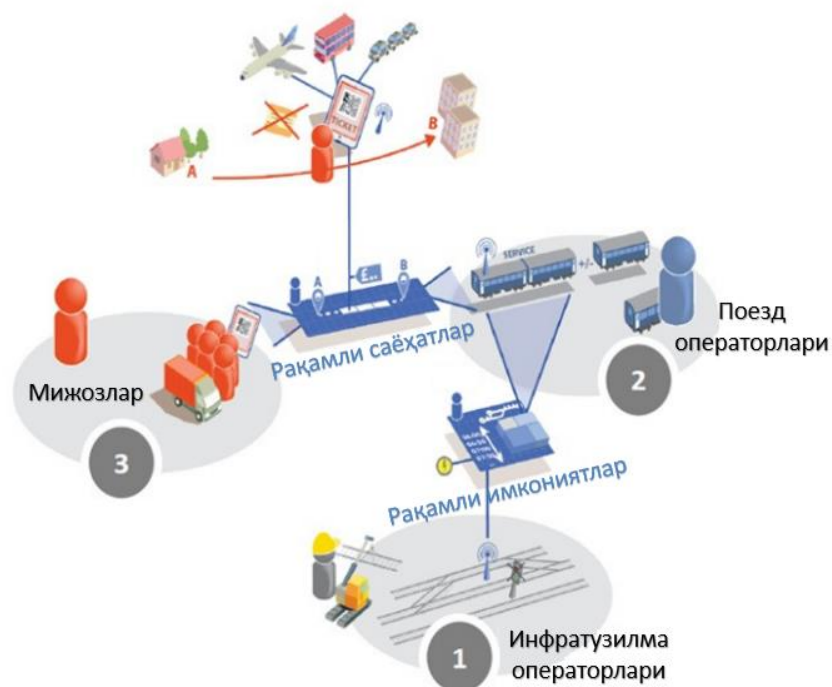 TICKET
A
B
A
B
£..
SERVICE
+/-
Рақамли саёҳатлар
Поезд
операторлари
2
Мижозлар
3
Рақамли имкониятлар
Инфратузилма
операторлари
1